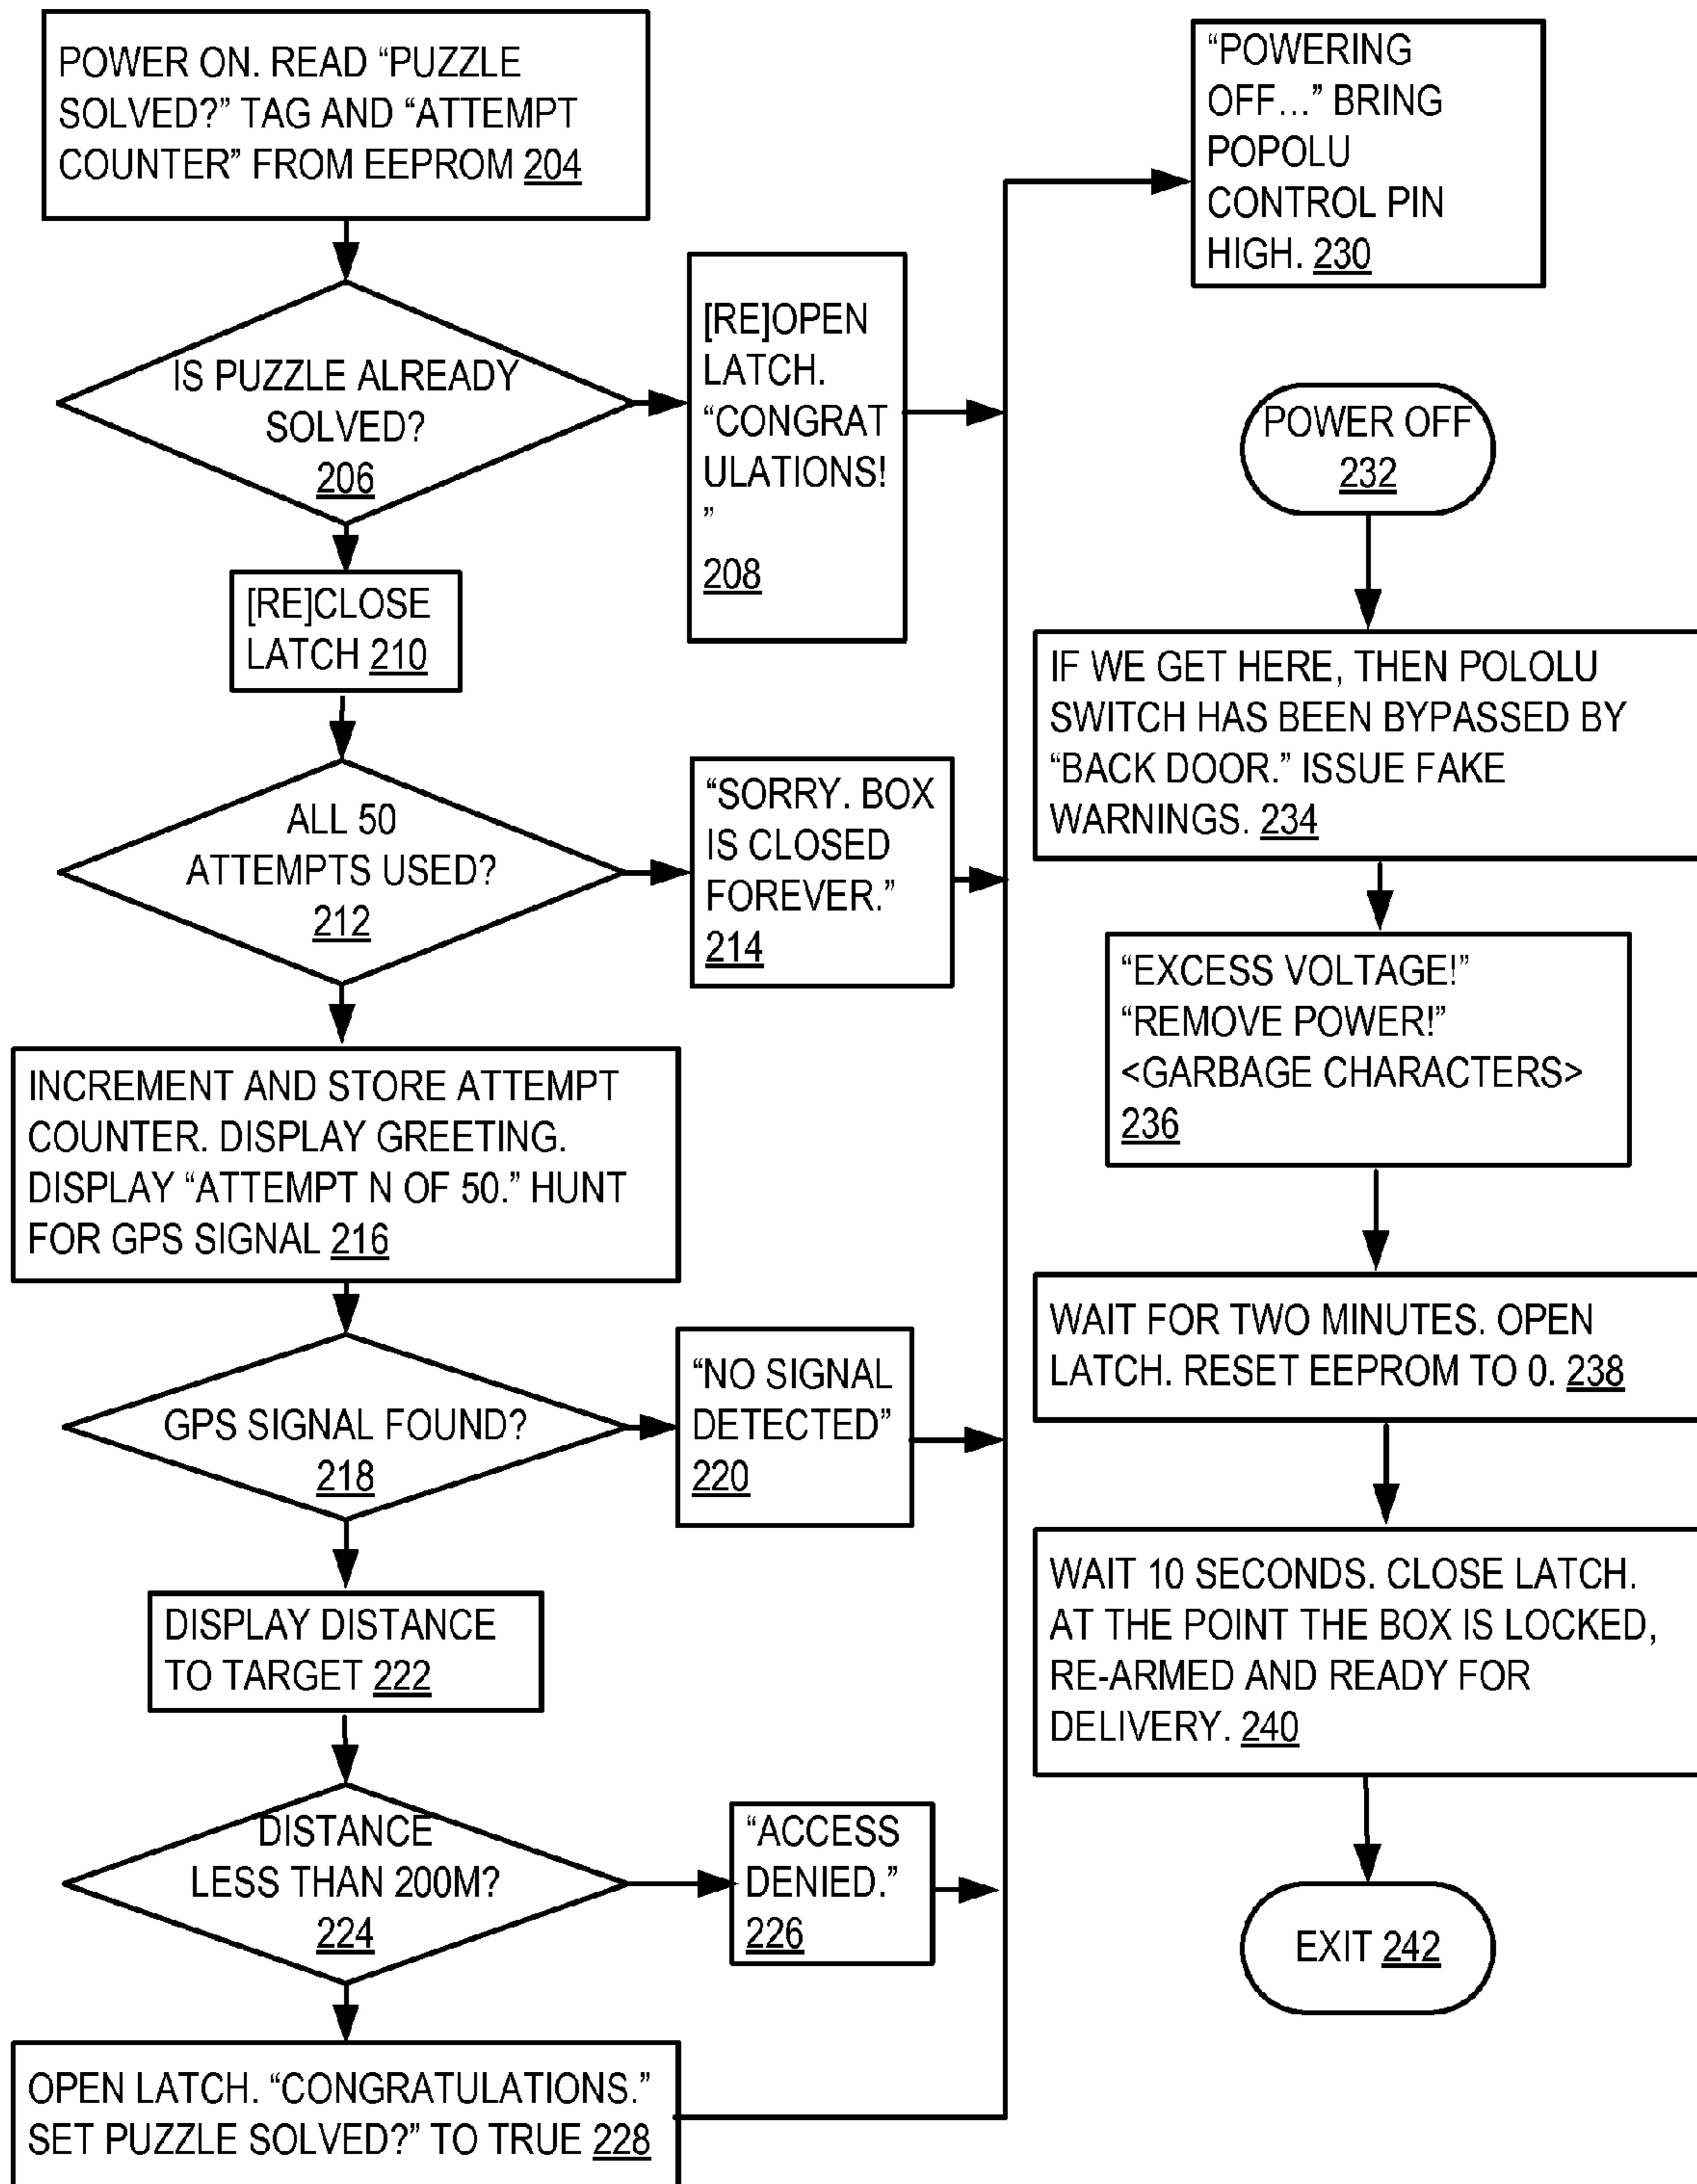 POWER ON. READ “PUZZLE
SOLVED?” TAG AND “ATTEMPT
COUNTER” FROM EEPROM 204
IS PUZZLE ALREADY
SOLVED?
206
[RE]OPEN
LATCH.
“CONGRAT
ULATIONS!
”
208
[RE]CLOSE
LATCH 210
ALL 50
ATTEMPTS USED?
212
“SORRY. BOX
IS CLOSED
FOREVER.”
214
INCREMENT AND STORE ATTEMPT
COUNTER. DISPLAY GREETING.
DISPLAY “ATTEMPT N OF 50.” HUNT
FOR GPS SIGNAL 216
GPS SIGNAL FOUND?
218
“NO SIGNAL
DETECTED”
220
DISPLAY DISTANCE
TO TARGET 222
DISTANCE
LESS THAN 200M?
224
“ACCESS
DENIED.”
226
OPEN LATCH. “CONGRATULATIONS.”
SET PUZZLE SOLVED?” TO TRUE 228
“POWERING
OFF...” BRING
POPOLU
CONTROL PIN
HIGH. 230
POWER OFF
232
IF WE GET HERE, THEN POLOLU
SWITCH HAS BEEN BYPASSED BY
“BACK DOOR.” ISSUE FAKE
WARNINGS. 234
“EXCESS VOLTAGE!”
“REMOVE POWER!”
<GARBAGE CHARACTERS>
236
WAIT FOR TWO MINUTES. OPEN
LATCH. RESET EEPROM TO 0. 238
WAIT 10 SECONDS. CLOSE LATCH.
AT THE POINT THE BOX IS LOCKED,
RE-ARMED AND READY FOR
DELIVERY. 240
EXIT 242